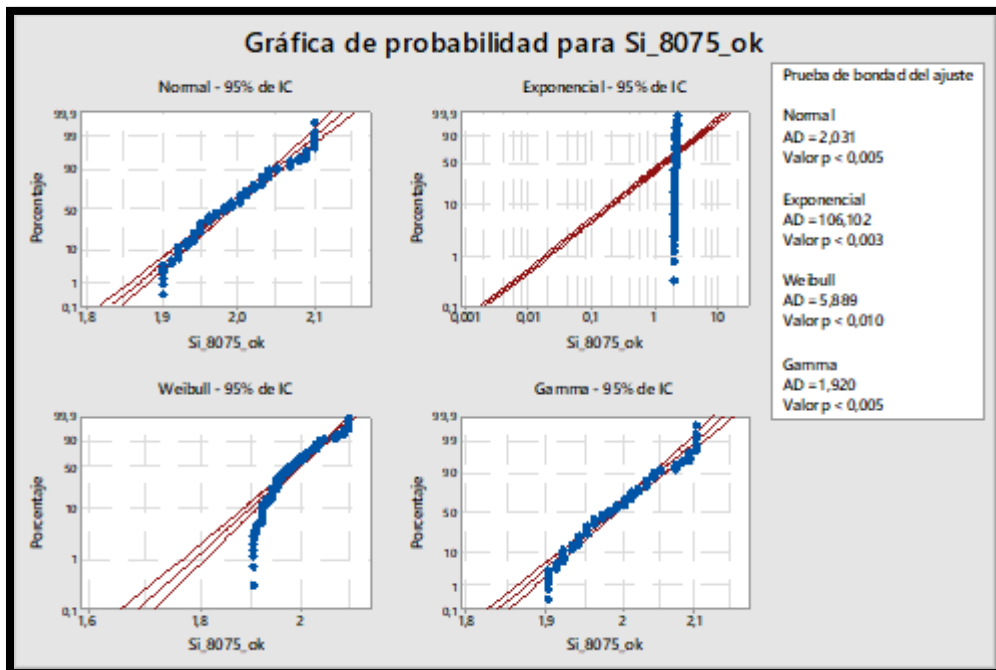 Gráfica de probabilidad para Si_8075_ok
Normal - 95% de IC
Porcentaje
99,9
99
90
50
10
1
0,1
1,8 1,9 2,0 2,1
Si_8075_ok
Exponencial - 95% de IC
Porcentaje
99,9
90
50
10
1
0,1
0,001 0,01 0,1 1 10
Si_8075_ok
Weibull - 95% de IC
Porcentaje
99,9
90
50
10
1
0,1
1,6 1,8 2
Si_8075_ok
Gamma - 95% de IC
Porcentaje
99,9
99
90
50
10
1
0,1
1,8 1,9 2 2,1
Si_8075_ok
Prueba de bondad del ajuste
Normal
AD = 2,031
Valor p < 0,005
Exponencial
AD = 106,102
Valor p < 0,003
Weibull
AD = 5,889
Valor p < 0,010
Gamma
AD = 1,920
Valor p < 0,005